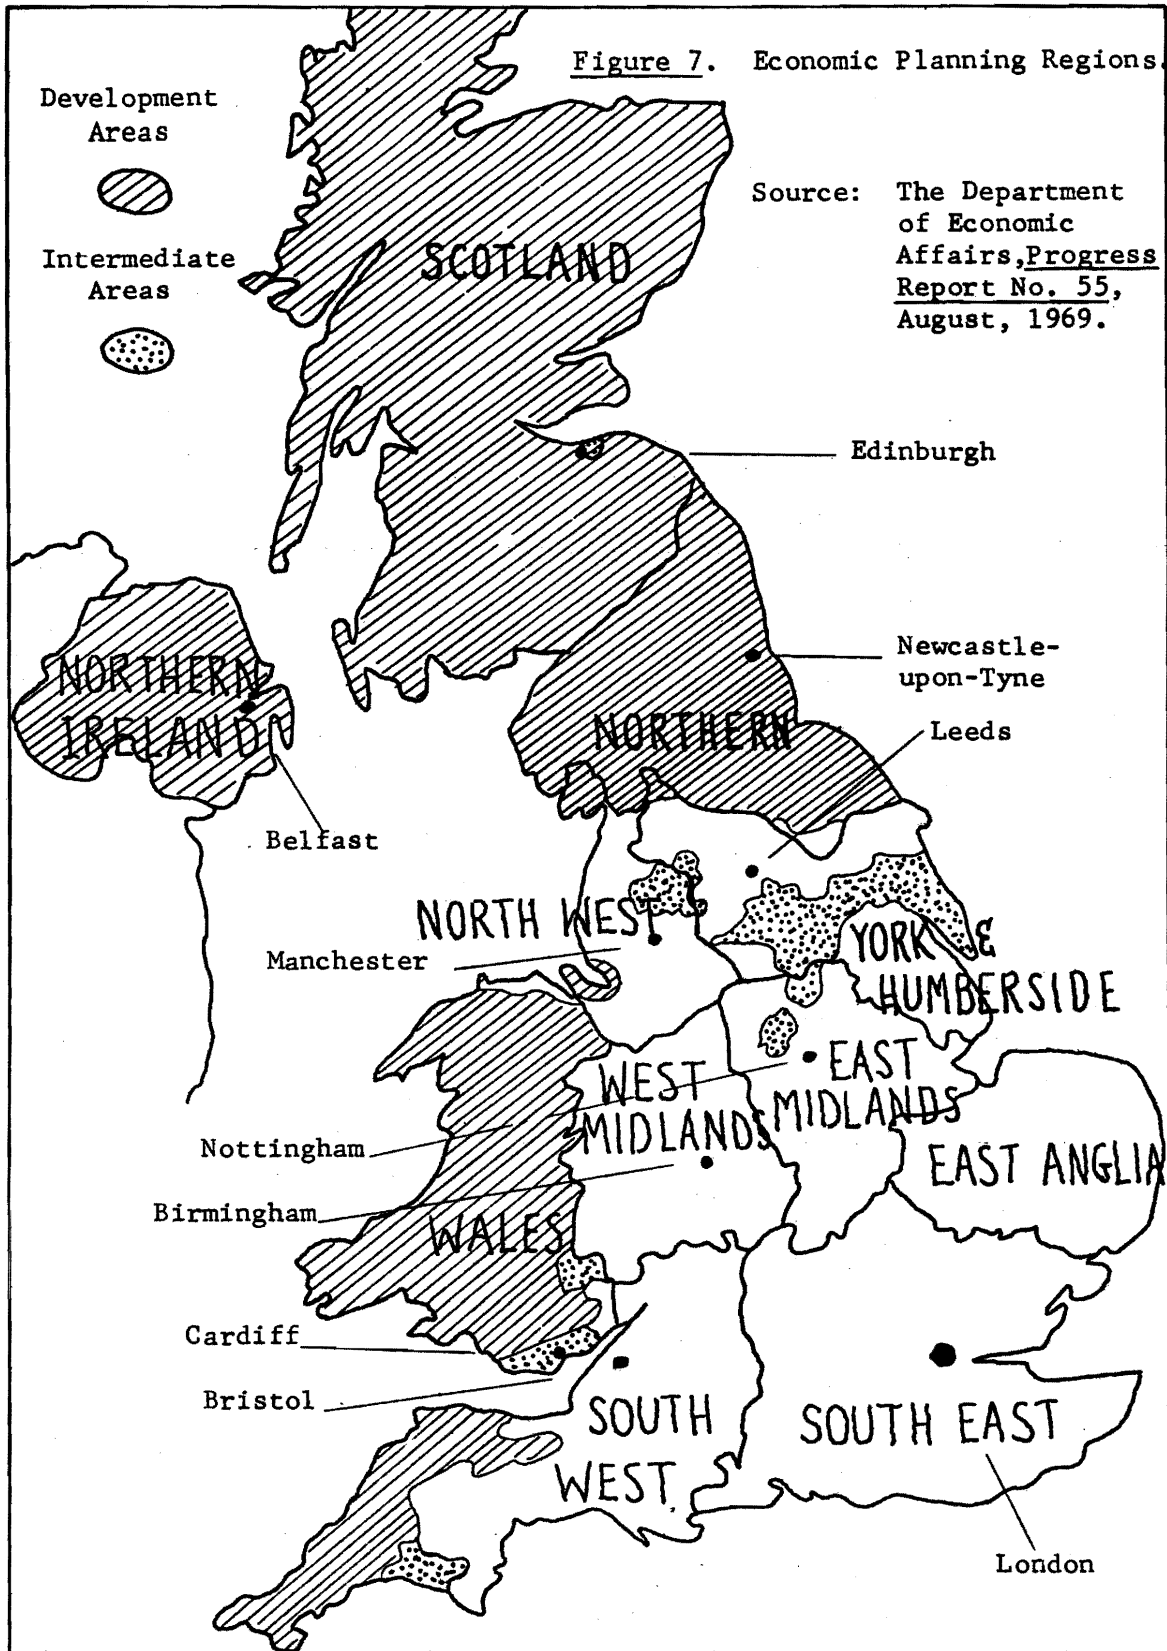 Figure 7. Economic Planning Regions.
Development
Areas
Intermediate
Areas
Source: The Department
of Economic
Affairs,Progress
Report No. 55,
August, 1969.
SCOTLAND
Edinburgh
NORTHERN
IRELAND
Newcastle-
upon-Tyne
NORTHERN
Leeds
Belfast
NORTH WEST
Manchester
YORK &
HUMBERSIDE
WEST
MIDLANDS
EAST
MIDLANDS
Nottingham
EAST ANGLIA
Birmingham
WALES
Cardiff
Bristol
SOUTH
WEST
SOUTH EAST
London